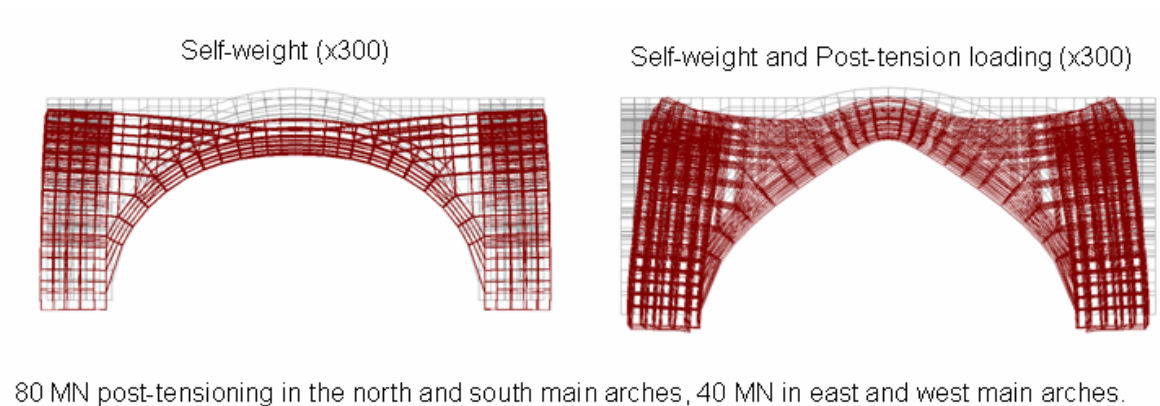 Self-weight (x300)
Self-weight and Post-tension loading (x300)
80 MN post-tensioning in the north and south main arches, 40 MN in east and west main arches.